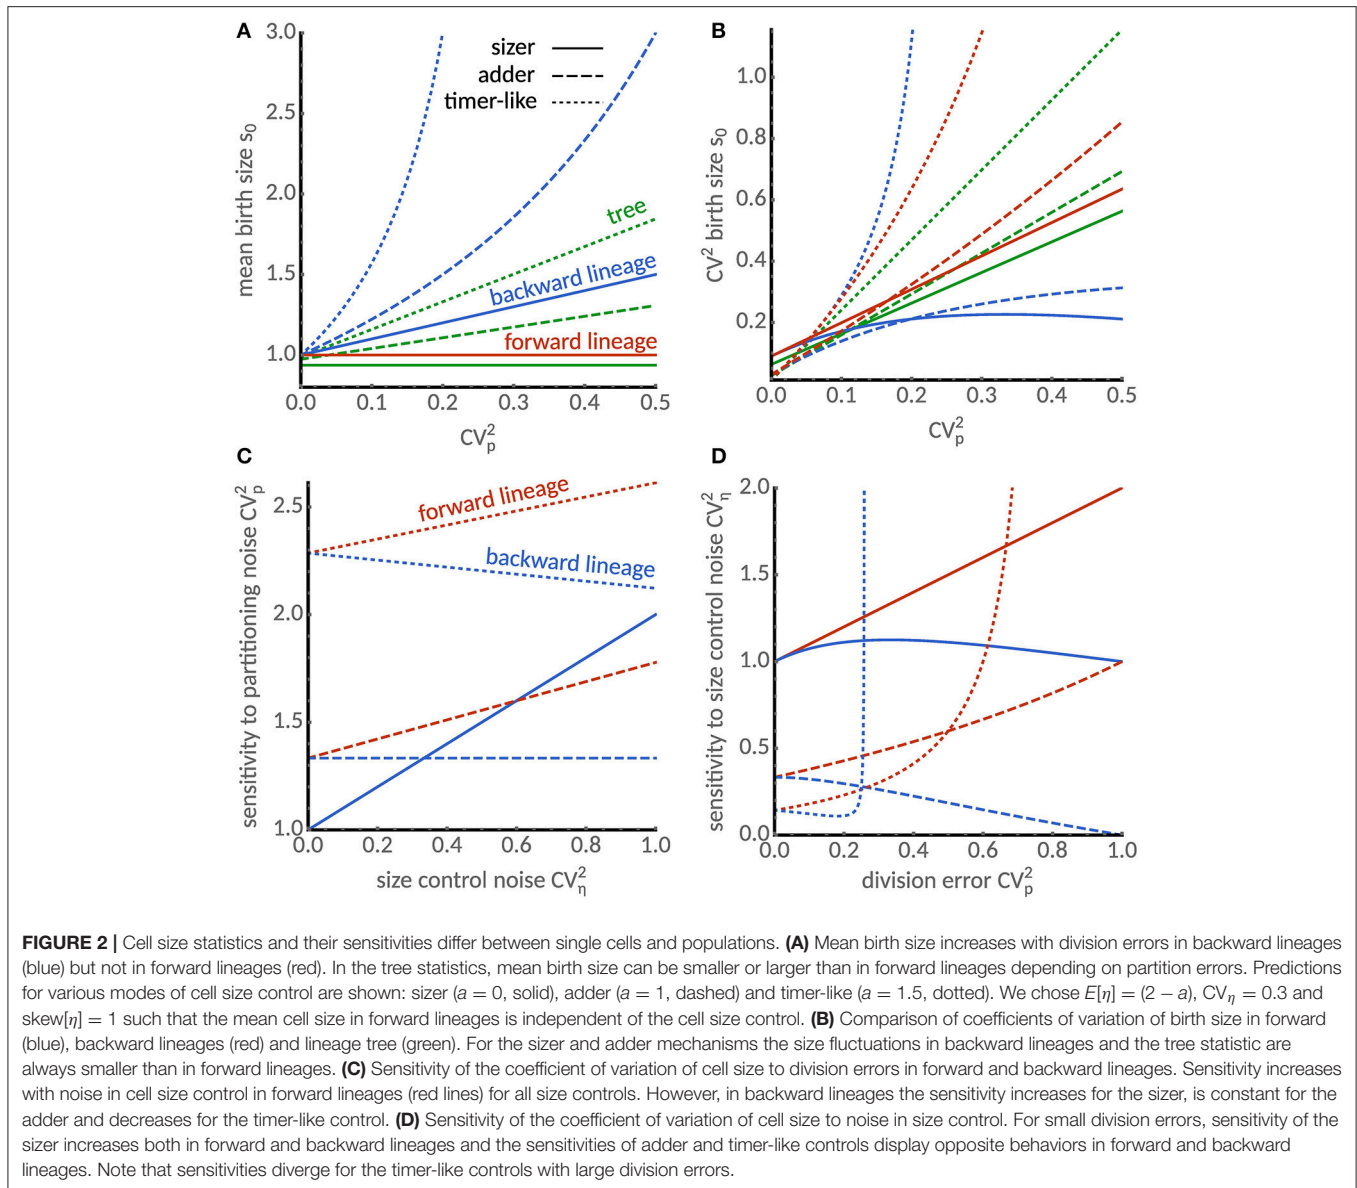 A
3.0
2.5
2.0
1.5
1.0
mean birth size s₀
sizer
adder
timer-like
tree
backward lineage
forward lineage
0.0 0.1 0.2 0.3 0.4 0.5
CV²ₚ
B
1.0
0.8
0.6
0.4
0.2
CV² birth size s₀
0.0 0.1 0.2 0.3 0.4 0.5
CV²ₚ
C
2.5
2.0
1.5
1.0
sensitivity to partitioning noise CV²ₚ
forward lineage
backward lineage
0.0 0.2 0.4 0.6 0.8 1.0
size control noise CV²η
D
2.0
1.5
1.0
0.5
0.0
sensitivity to size control noise CV²η
0.0 0.2 0.4 0.6 0.8 1.0
division error CV²ₚ
FIGURE 2 | Cell size statistics and their sensitivities differ between single cells and populations. (A) Mean birth size increases with division errors in backward lineages
(blue) but not in forward lineages (red). In the tree statistics, mean birth size can be smaller or larger than in forward lineages depending on partition errors. Predictions
for various modes of cell size control are shown: sizer (a = 0, solid), adder (a = 1, dashed) and timer-like (a = 1.5, dotted). We chose E[η] = (2 − a), CVη = 0.3 and
skew[η] = 1 such that the mean cell size in forward lineages is independent of the cell size control. (B) Comparison of coefficients of variation of birth size in forward
(blue), backward lineages (red) and lineage tree (green). For the sizer and adder mechanisms the size fluctuations in backward lineages and the tree statistic are
always smaller than in forward lineages. (C) Sensitivity of the coefficient of variation of cell size to division errors in forward and backward lineages. Sensitivity increases
with noise in cell size control in forward lineages (red lines) for all size controls. However, in backward lineages the sensitivity increases for the sizer, is constant for the
adder and decreases for the timer-like control. (D) Sensitivity of the coefficient of variation of cell size to noise in size control. For small division errors, sensitivity of the
sizer increases both in forward and backward lineages and the sensitivities of adder and timer-like controls display opposite behaviors in forward and backward
lineages. Note that sensitivities diverge for the timer-like controls with large division errors.